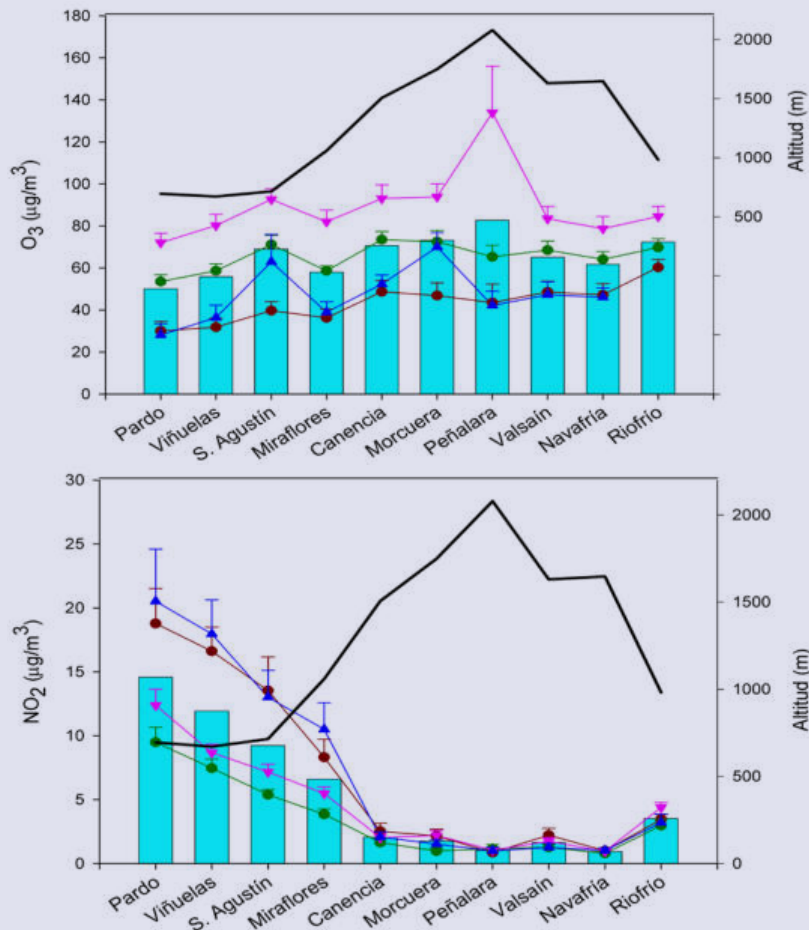 180
160
140
120
100
80
60
40
20
0
O₃ (µg/m³)
2000
1500
1000
500
Altitud (m)
Pardo
Viñuelas
S. Agustín
Miraflores
Canencia
Morcuera
Peñalara
Valsaín
Navafría
Riofrío
30
25
20
15
10
5
0
NO₂ (µg/m³)
2000
1500
1000
500
0
Altitud (m)
Pardo
Viñuelas
S. Agustín
Miraflores
Canencia
Morcuera
Peñalara
Valsaín
Navafría
Riofrío